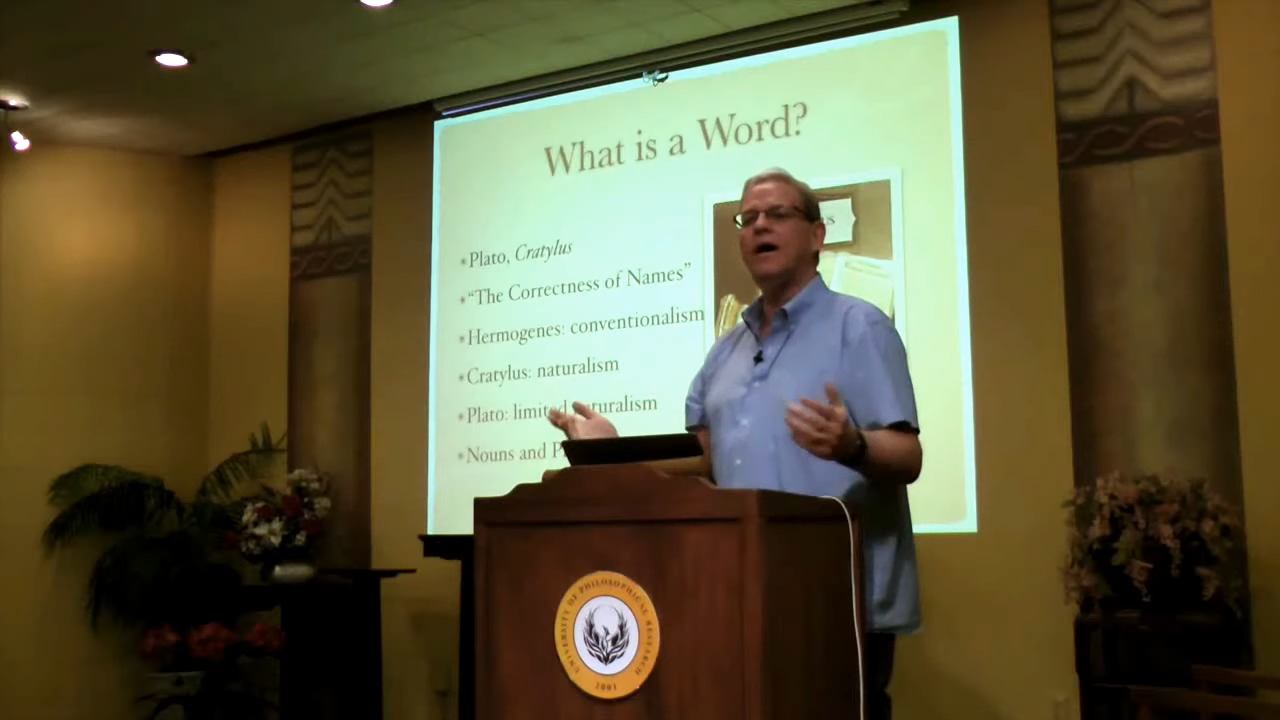 What is a Word?
*Plato, Cratylus
*“The Correctness of Names”
*Hermogenes: conventionalism
*Cratylus: naturalism
*Plato: limited naturalism
*Nouns and
UNIVERSITY OF PHILOSOPHICAL RESEARCH
2001